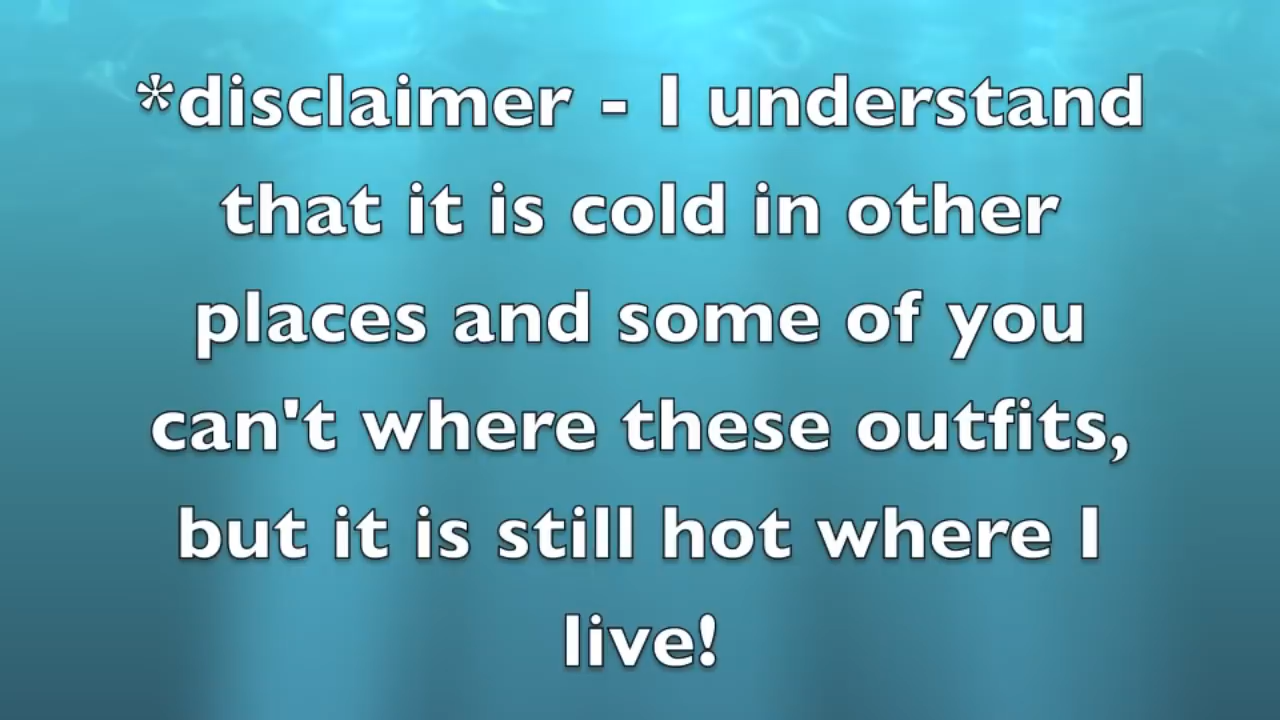 *disclaimer - I understand
that it is cold in other
places and some of you
can't where these outfits,
but it is still hot where I
live!